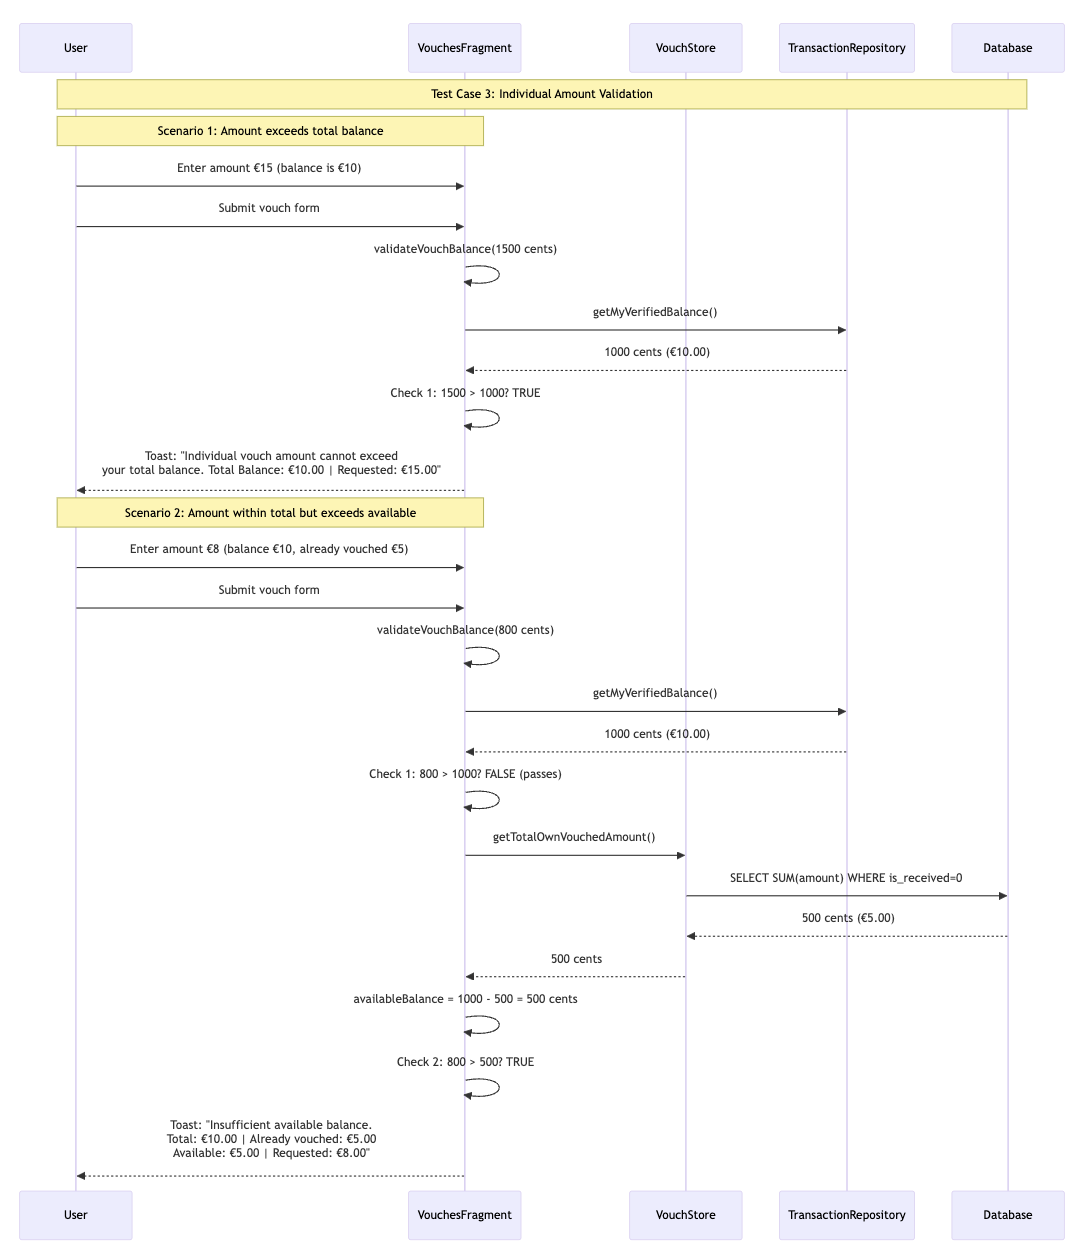 User
VouchesFragment
VouchStore
TransactionRepository
Database
Test Case 3: Individual Amount Validation
Scenario 1: Amount exceeds total balance
Enter amount €15 (balance is €10)
Submit vouch form
validateVouchBalance(1500 cents)
getMyVerifiedBalance()
1000 cents (€10.00)
Check 1: 1500 > 1000? TRUE
Toast: "Individual vouch amount cannot exceed
your total balance. Total Balance: €10.00 | Requested: €15.00"
Scenario 2: Amount within total but exceeds available
Enter amount €8 (balance €10, already vouched €5)
Submit vouch form
validateVouchBalance(800 cents)
getMyVerifiedBalance()
1000 cents (€10.00)
Check 1: 800 > 1000? FALSE (passes)
getTotalOwnVouchedAmount()
SELECT SUM(amount) WHERE is_received=0
500 cents (€5.00)
500 cents
availableBalance = 1000 - 500 = 500 cents
Check 2: 800 > 500? TRUE
Toast: "Insufficient available balance.
Total: €10.00 | Already vouched: €5.00
Available: €5.00 | Requested: €8.00"
User
VouchesFragment
VouchStore
TransactionRepository
Database